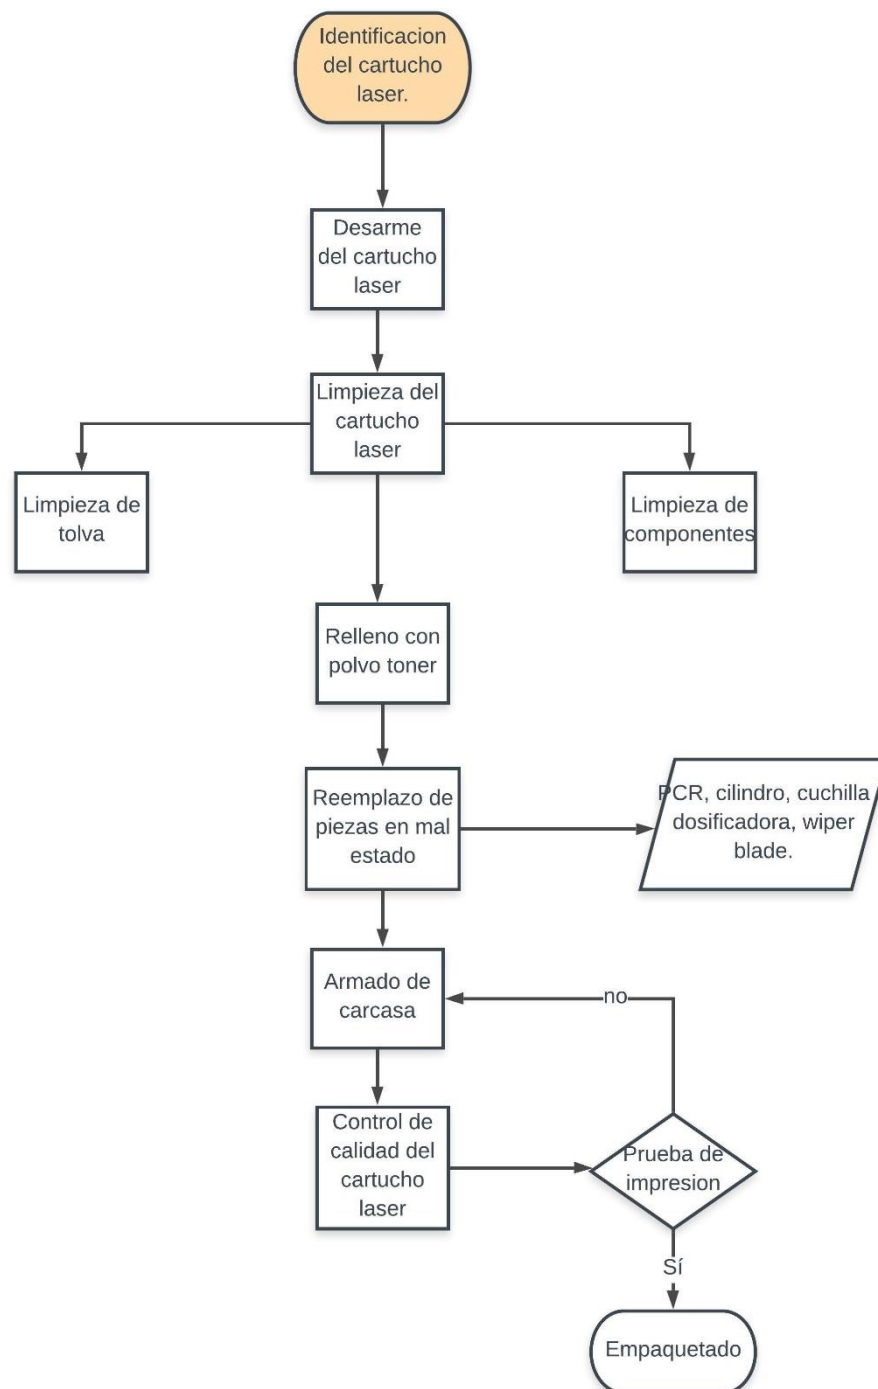 Identificacion
del cartucho
laser.
Desarme
del cartucho
laser
Limpieza del
cartucho
laser
Limpieza de
tolva
Limpieza de
componentes
Relleno con
polvo toner
Reemplazo de
piezas en mal
estado
PCR, cilindro, cuchilla
dosificadora, wiper
blade.
Armado de
carcasa
no
Control de
calidad del
cartucho
laser
Prueba de
impresion
Sí
Empaquetado